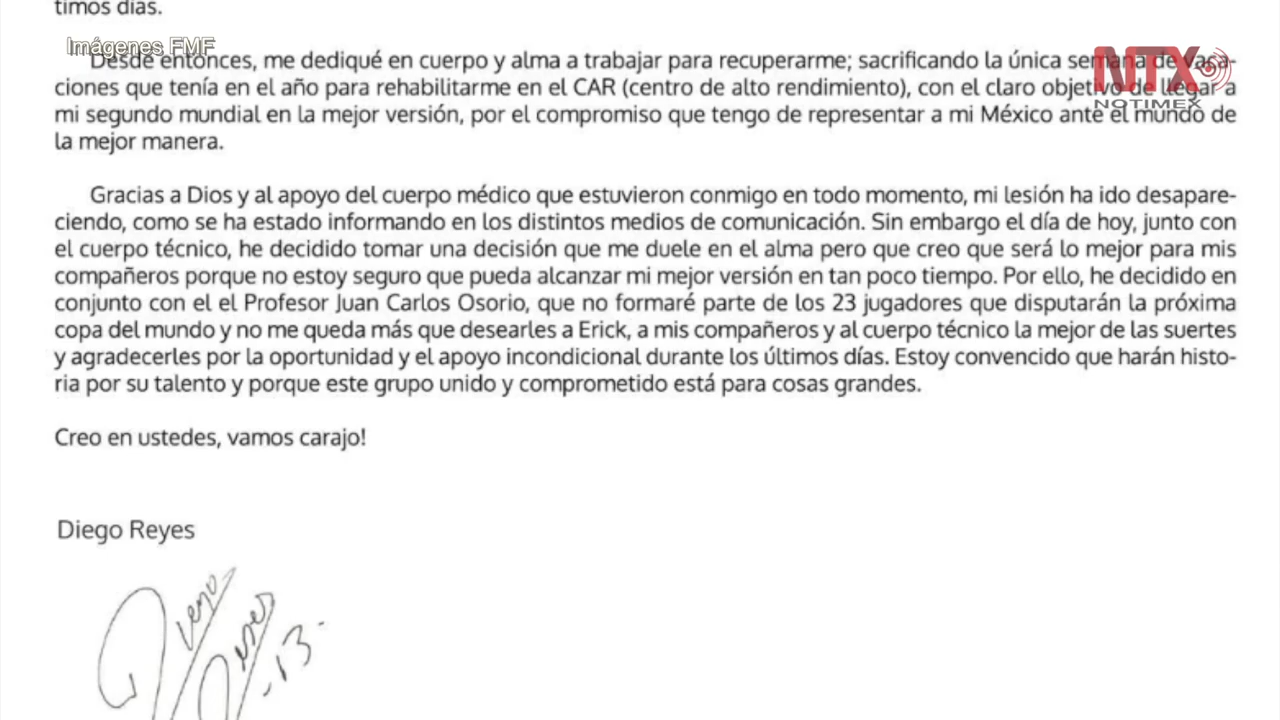 timos días.
Imágenes FMF
Desde entonces, me dediqué en cuerpo y alma a trabajar para recuperarme; sacrificando la única semana de vaca-
ciones que tenía en el año para rehabilitarme en el CAR (centro de alto rendimiento), con el claro objetivo de llegar a
mi segundo mundial en la mejor versión, por el compromiso que tengo de representar a mi México ante el mundo de
la mejor manera.
NTX
NOTIMEX
Gracias a Dios y al apoyo del cuerpo médico que estuvieron conmigo en todo momento, mi lesión ha ido desapare-
ciendo, como se ha estado informando en los distintos medios de comunicación. Sin embargo el día de hoy, junto con
el cuerpo técnico, he decidido tomar una decisión que me duele en el alma pero que creo que será lo mejor para mis
compañeros porque no estoy seguro que pueda alcanzar mi mejor versión en tan poco tiempo. Por ello, he decidido en
conjunto con el el Profesor Juan Carlos Osorio, que no formaré parte de los 23 jugadores que disputarán la próxima
copa del mundo y no me queda más que desearles a Erick, a mis compañeros y al cuerpo técnico la mejor de las suertes
y agradecerles por la oportunidad y el apoyo incondicional durante los últimos días. Estoy convencido que harán histo-
ria por su talento y porque este grupo unido y comprometido está para cosas grandes.
Creo en ustedes, vamos carajo!
Diego Reyes
Diego
Reyes
-13-